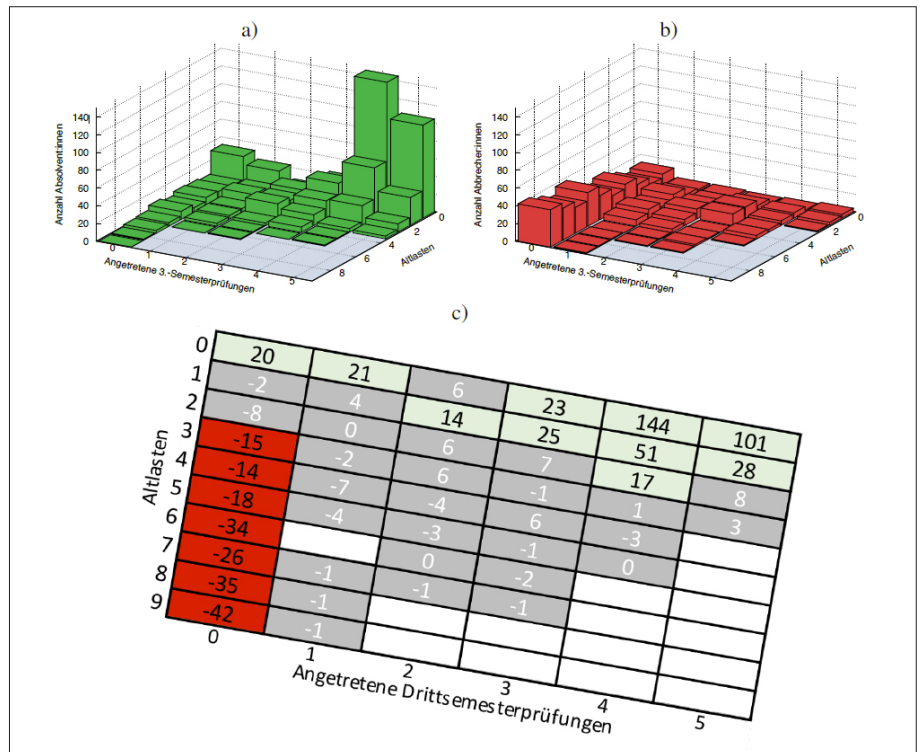 a)
b)
Anzahl Absolvent:innen
140
120
100
80
60
40
20
0
0
1
2
3
4
5
Angetretene 3.-Semesterprüfungen
8
6
4
2
0
Altlasten
Anzahl Abbrecher:innen
140
120
100
80
60
40
20
0
0
1
2
3
4
5
Angetretene 3.-Semesterprüfungen
8
6
4
2
0
Altlasten
c)
Altlasten
0 20 21 6 23 144 101
1 -2 4 14 25 51 28
2 -8 0 6 7 17 8
3 -15 -2 6 -1 1 3
4 -14 -7 -4 6 -3
5 -18 -4 -3 -1 0
6 -34 0 -2
7 -26 -1 -1 -1
8 -35 -1
9 -42 -1
0 1 2 3 4 5
Angetretene Drittsemesterprüfungen